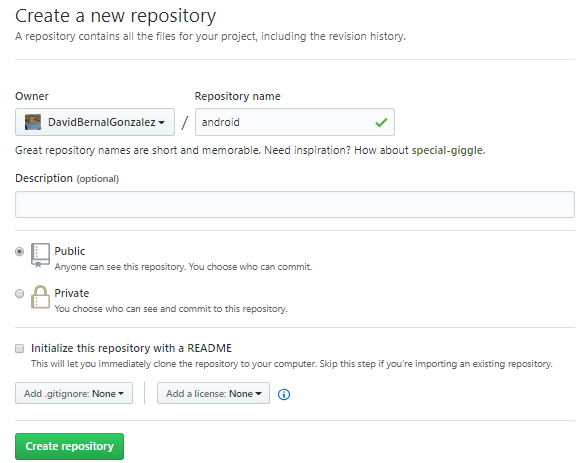 Create a new repository
A repository contains all the files for your project, including the revision history.
Owner
Repository name
DavidBernalGonzalez / android
Great repository names are short and memorable. Need inspiration? How about special-giggle.
Description (optional)
Public
Anyone can see this repository. You choose who can commit.
Private
You choose who can see and commit to this repository.
Initialize this repository with a README
This will let you immediately clone the repository to your computer. Skip this step if you’re importing an existing repository.
Add .gitignore: None
Add a license: None
Create repository